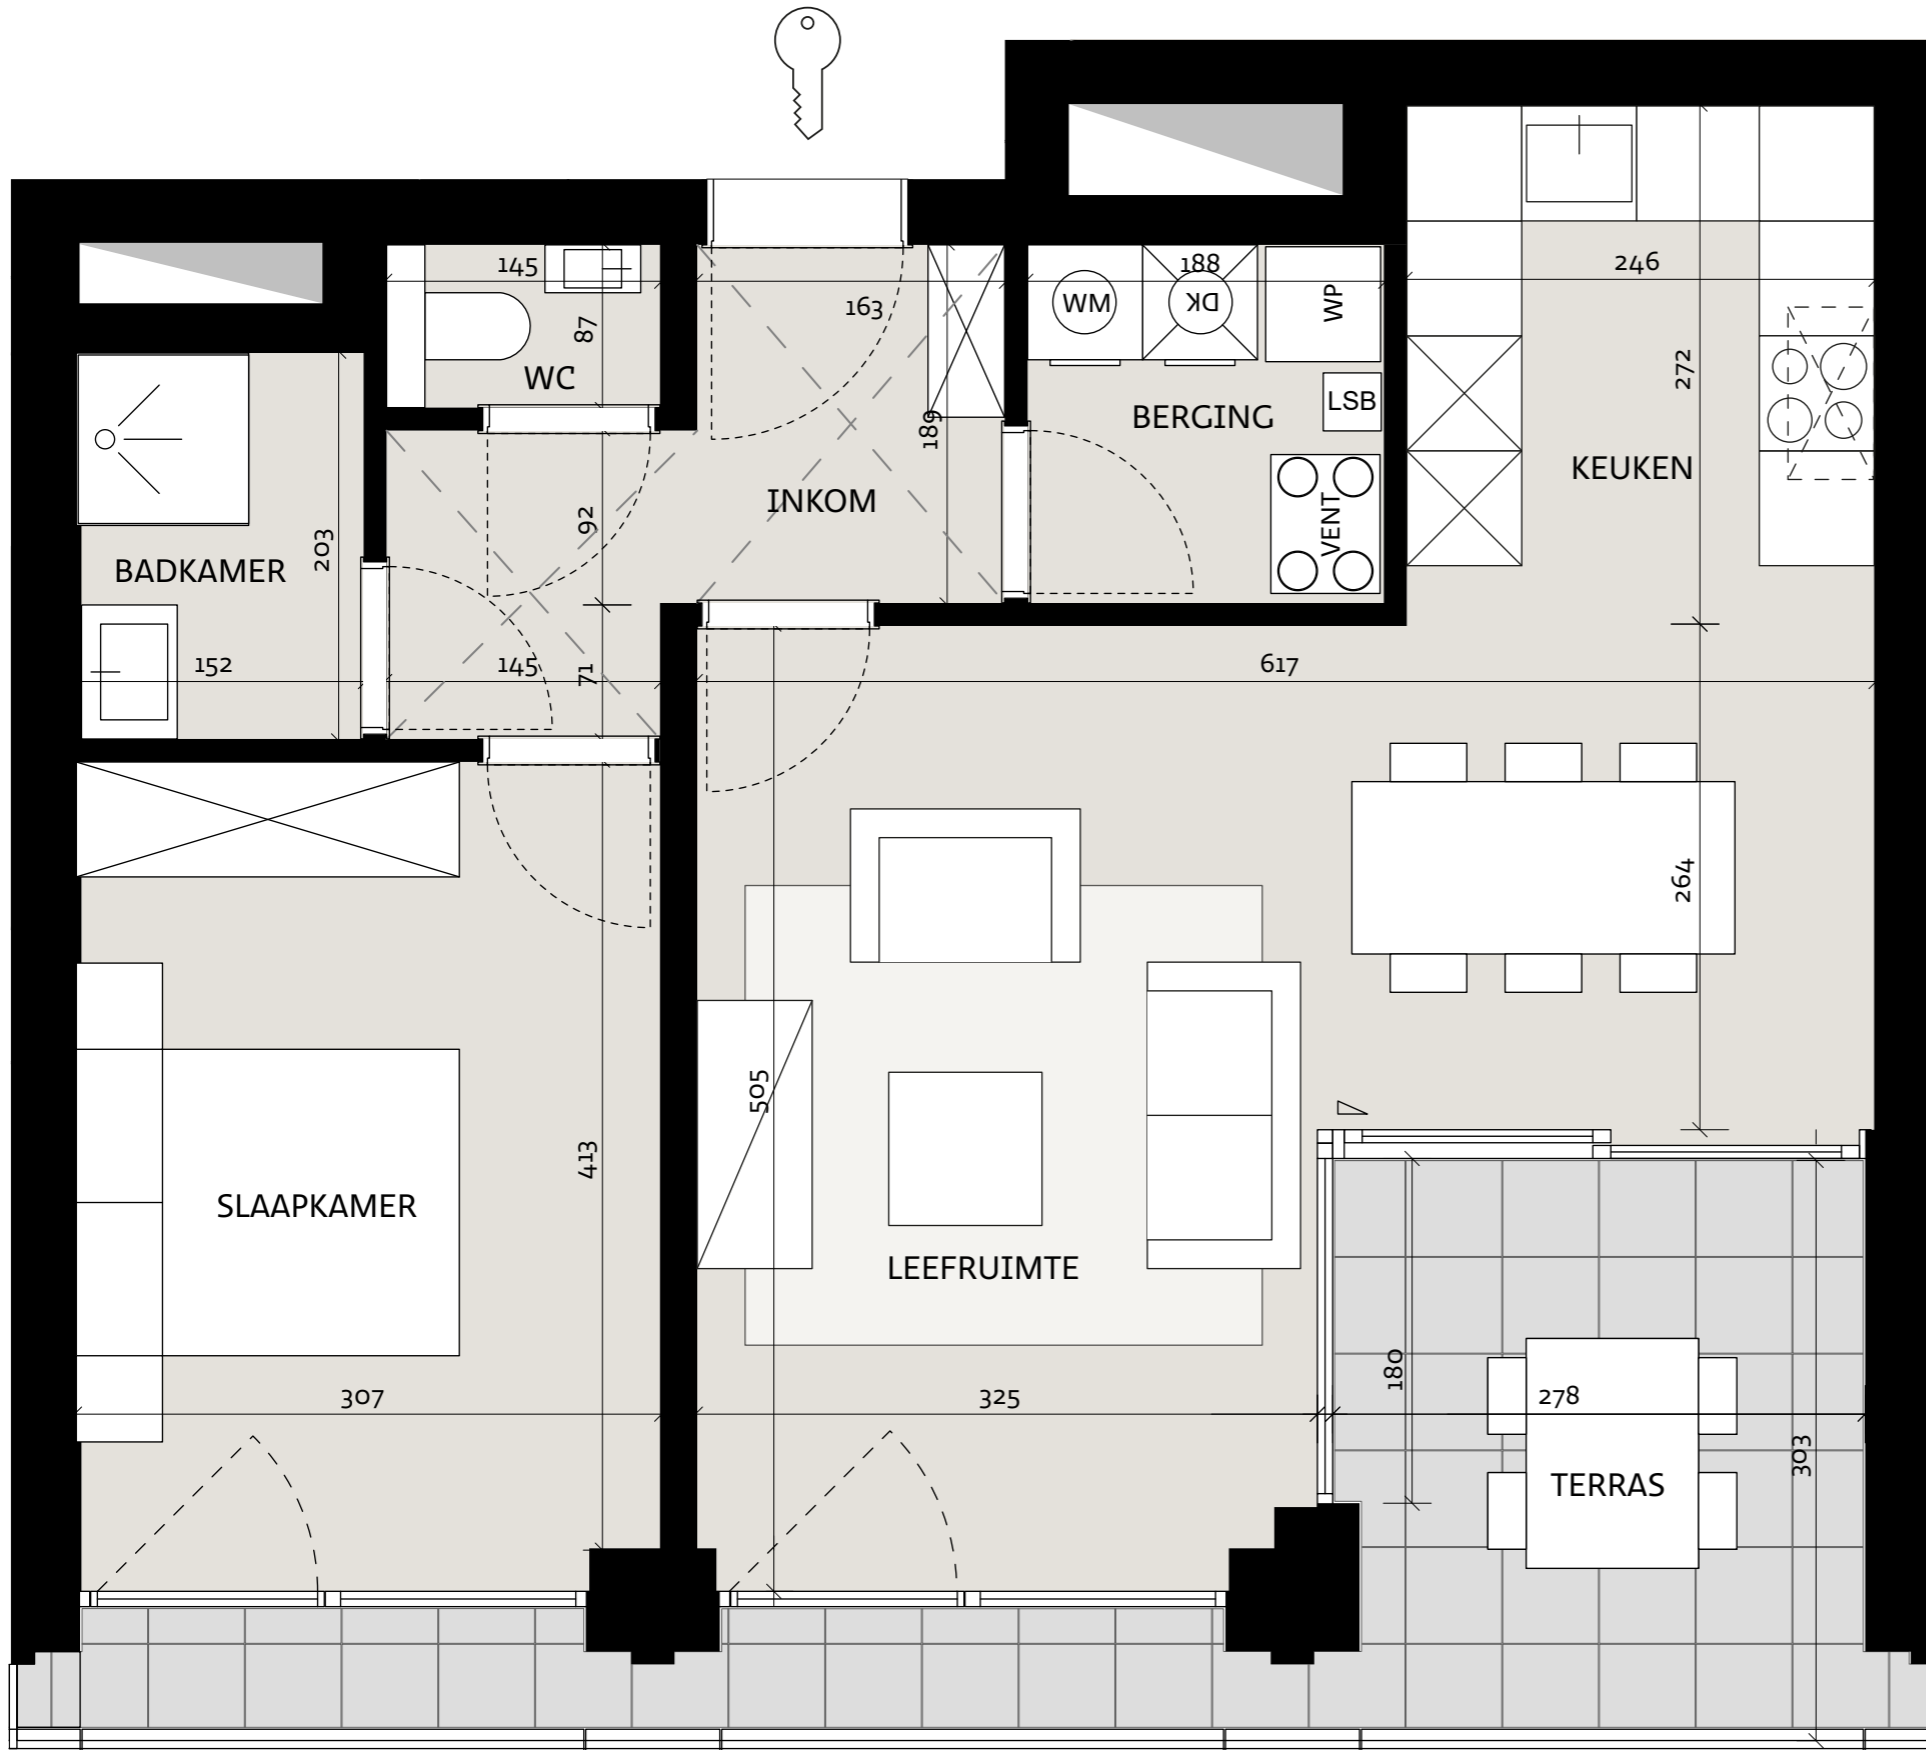 145
188
246
163
WM
DK
WP
87
WC
272
LSB
189
BERGING
KEUKEN
INKOM
92
VENT
203
BADKAMER
152
145
71
617
264
505
413
SLAAPKAMER
LEEFRUIMTE
180
307
325
278
303
TERRAS